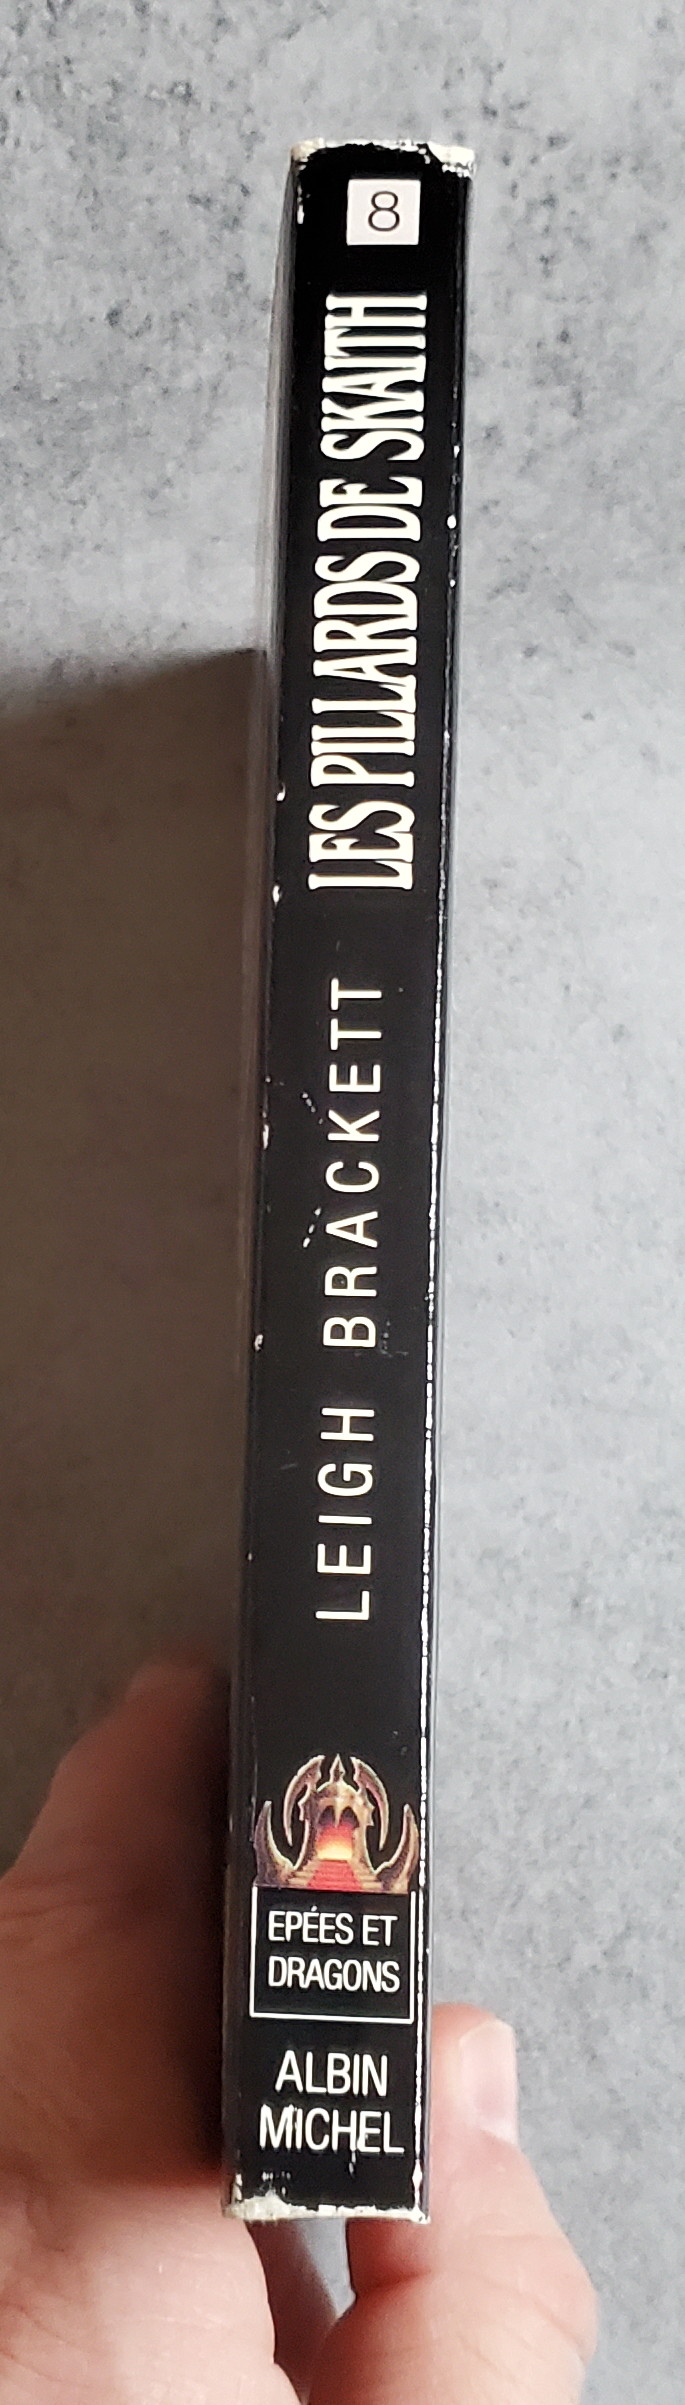 8
LES PILLARDS DE SKAITH
LEIGH BRACKETT
EPÉES ET
DRAGONS
ALBIN
MICHEL